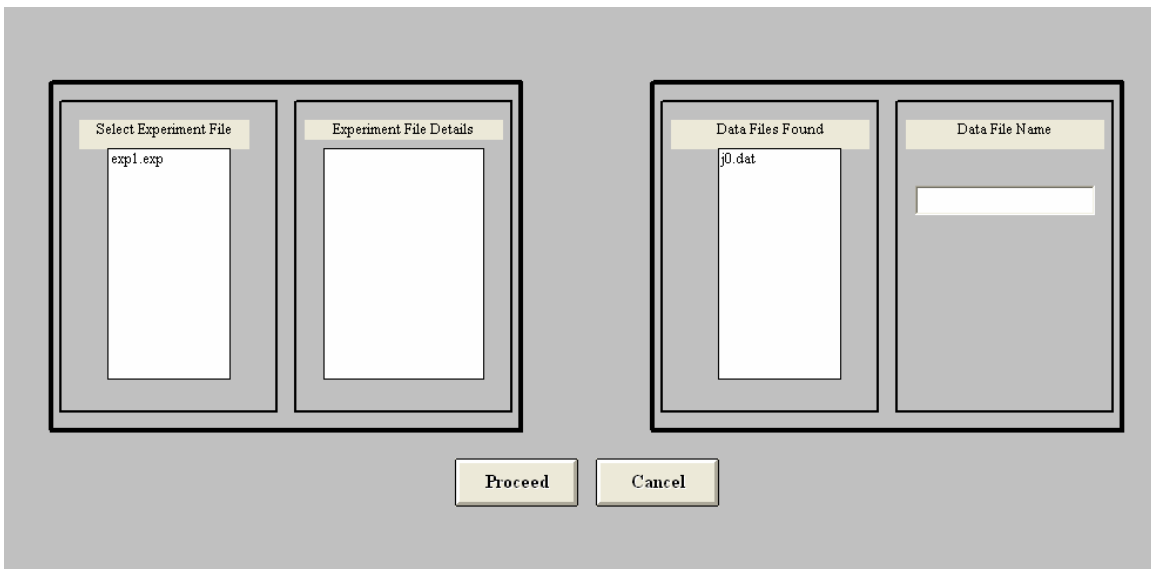 Select Experiment File
exp1.exp
Experiment File Details
Data Files Found
j0.dat
Data File Name
Proceed
Cancel